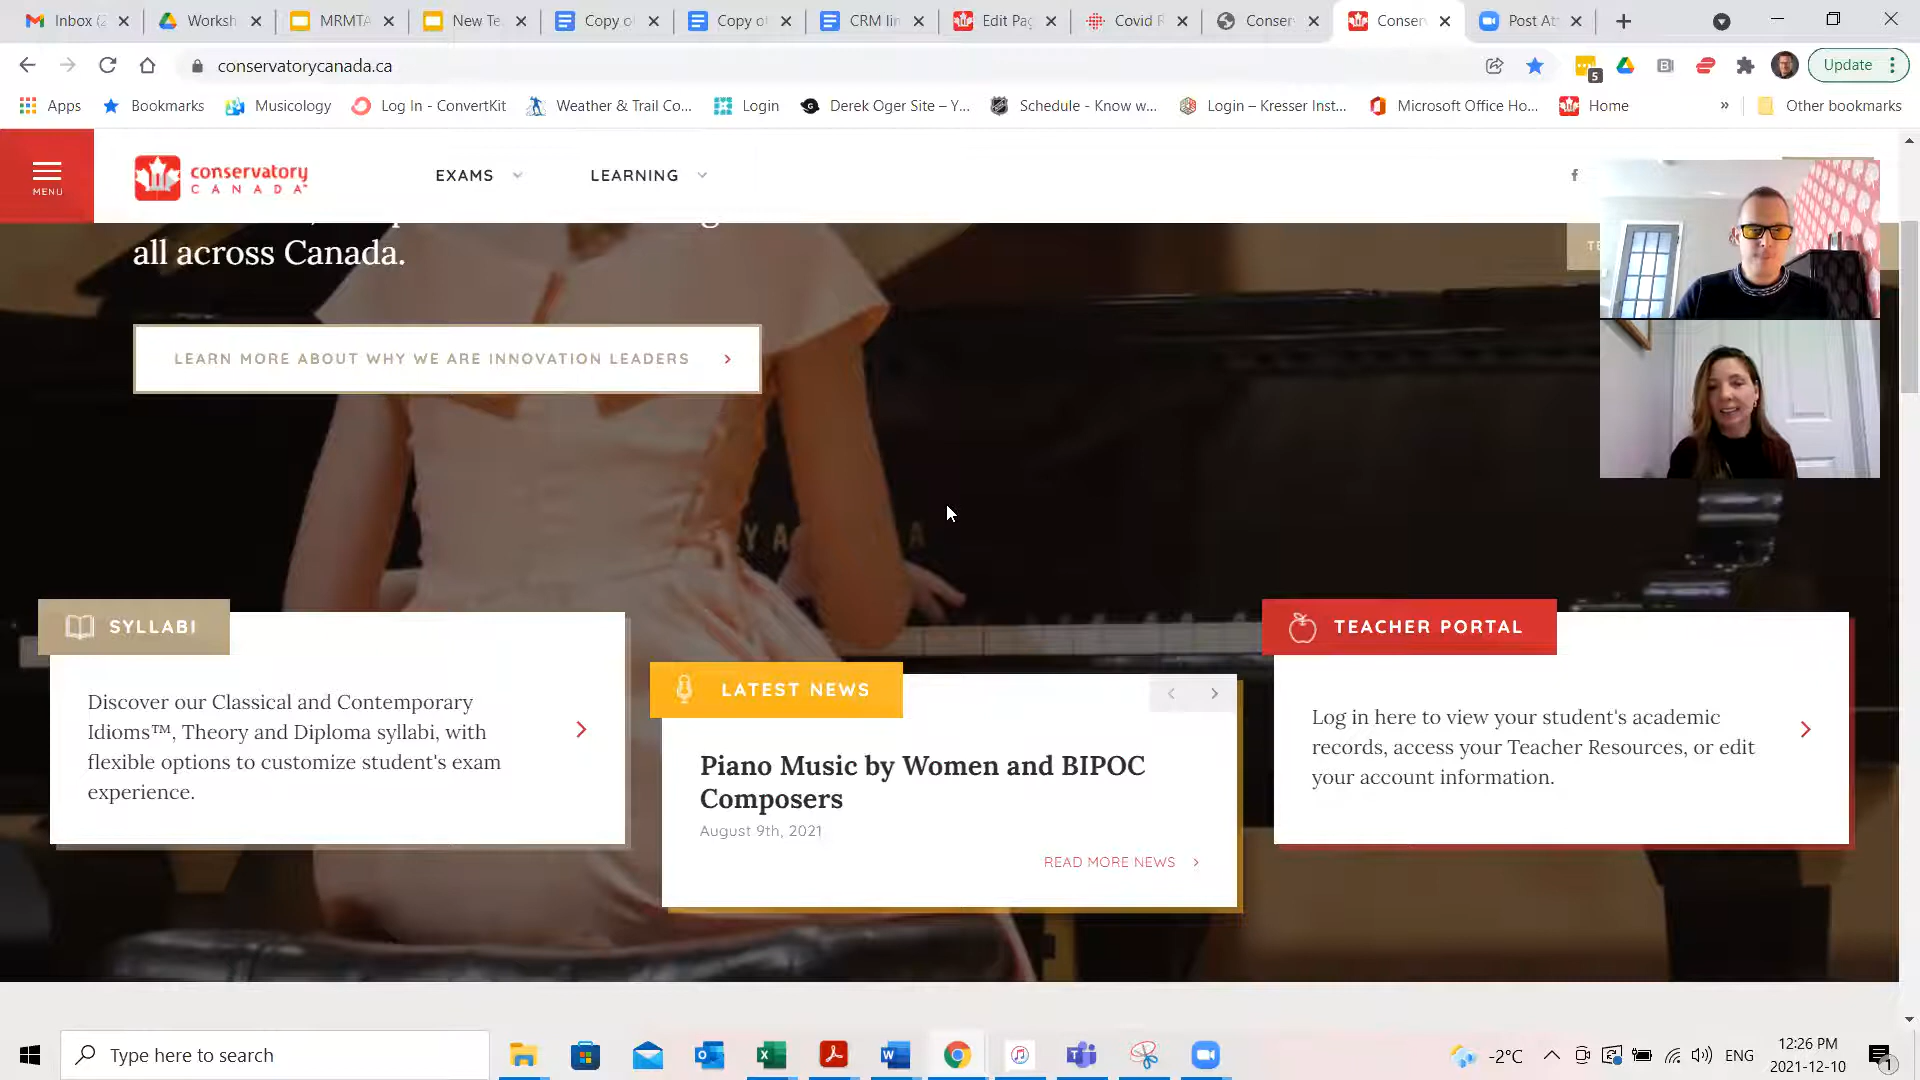 Inbox (2
Worksh
MRMTA
New Te
Copy o
Copy o
CRM lin
Edit Pag
Covid R
Conser
Conser
Post At
conservatorycanada.ca
5
Update
Apps
Bookmarks
Musicology
Log In - ConvertKit
Weather & Trail Co...
Login
Derek Oger Site – Y...
Schedule - Know w...
Login – Kresser Inst...
Microsoft Office Ho...
Home
»
Other bookmarks
MENU
conservatory
CANADA™
EXAMS
LEARNING
all across Canada.
LEARN MORE ABOUT WHY WE ARE INNOVATION LEADERS
YA A
SYLLABI
Discover our Classical and Contemporary
Idioms™, Theory and Diploma syllabi, with
flexible options to customize student's exam
experience.
LATEST NEWS
Piano Music by Women and BIPOC
Composers
August 9th, 2021
READ MORE NEWS
TEACHER PORTAL
Log in here to view your student's academic
records, access your Teacher Resources, or edit
your account information.
Type here to search
-2°C
ENG
12:26 PM
2021-12-10
1